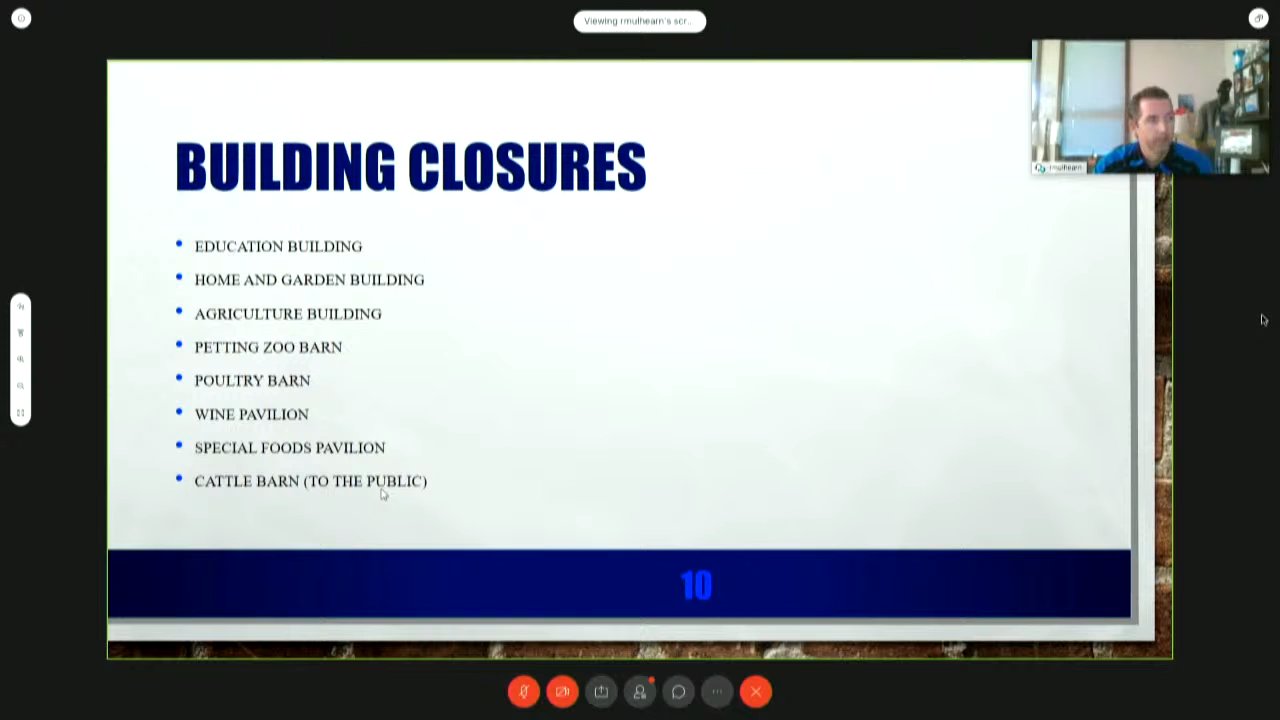 Viewing rmulhearn's scr...
rmulhearn
BUILDING CLOSURES
EDUCATION BUILDING
HOME AND GARDEN BUILDING
AGRICULTURE BUILDING
PETTING ZOO BARN
POULTRY BARN
WINE PAVILION
SPECIAL FOODS PAVILION
CATTLE BARN (TO THE PUBLIC)
10